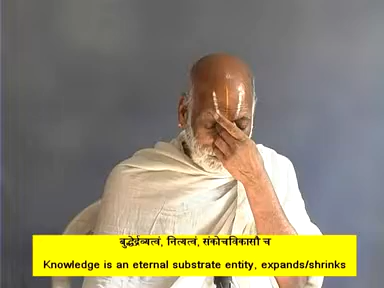 बुद्धेर्द्रव्यत्वं, नित्यत्वं, संकोचविकासौ च
Knowledge is an eternal substrate entity, expands/shrinks